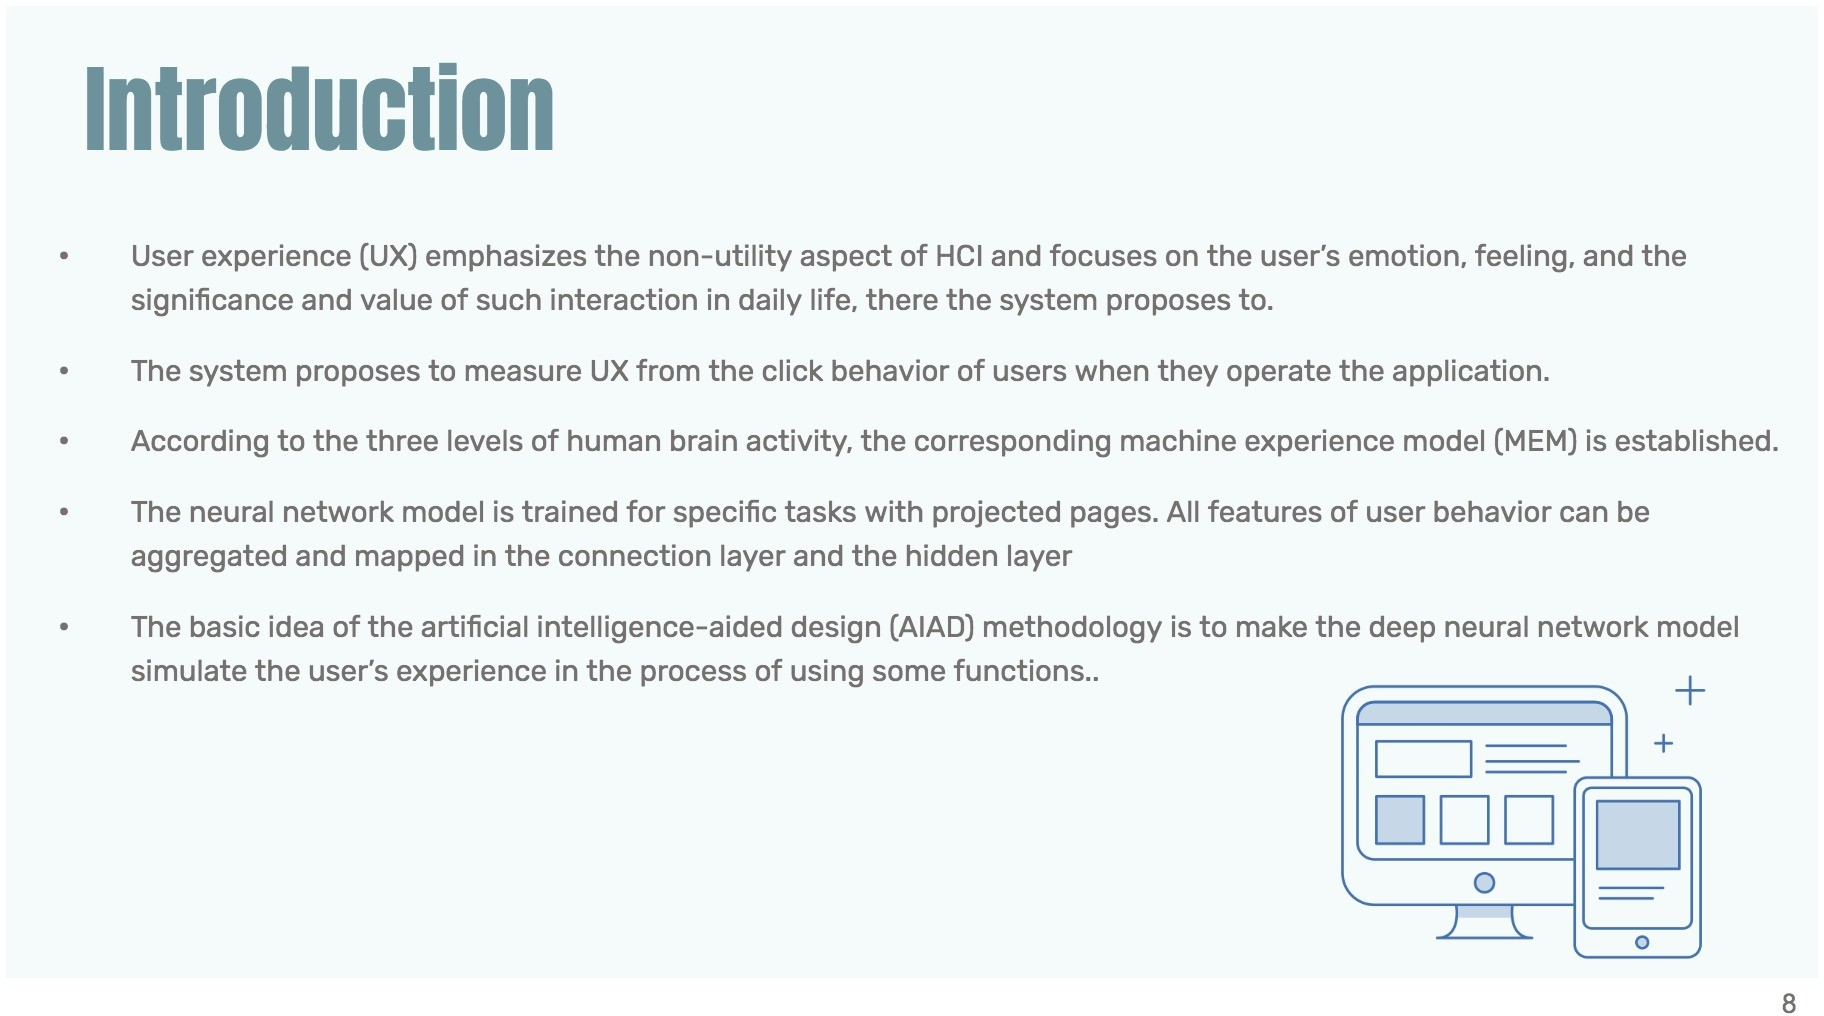 Introduction
• User experience (UX) emphasizes the non-utility aspect of HCI and focuses on the user’s emotion, feeling, and the
significance and value of such interaction in daily life, there the system proposes to.
• The system proposes to measure UX from the click behavior of users when they operate the application.
• According to the three levels of human brain activity, the corresponding machine experience model (MEM) is established.
• The neural network model is trained for specific tasks with projected pages. All features of user behavior can be
aggregated and mapped in the connection layer and the hidden layer
• The basic idea of the artificial intelligence-aided design (AIAD) methodology is to make the deep neural network model
simulate the user’s experience in the process of using some functions..
8